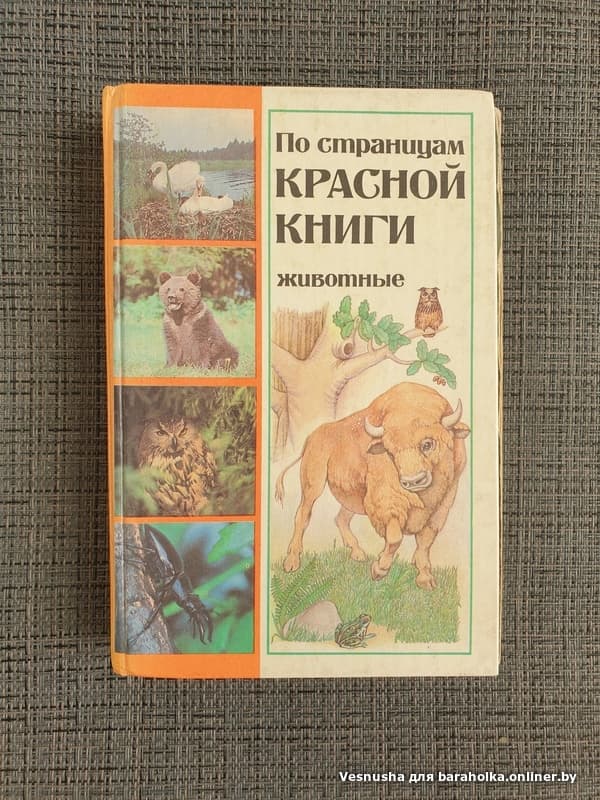 По страницам
КРАСНОЙ
КНИГИ
животные
Vesnusha для baraholka.onliner.by